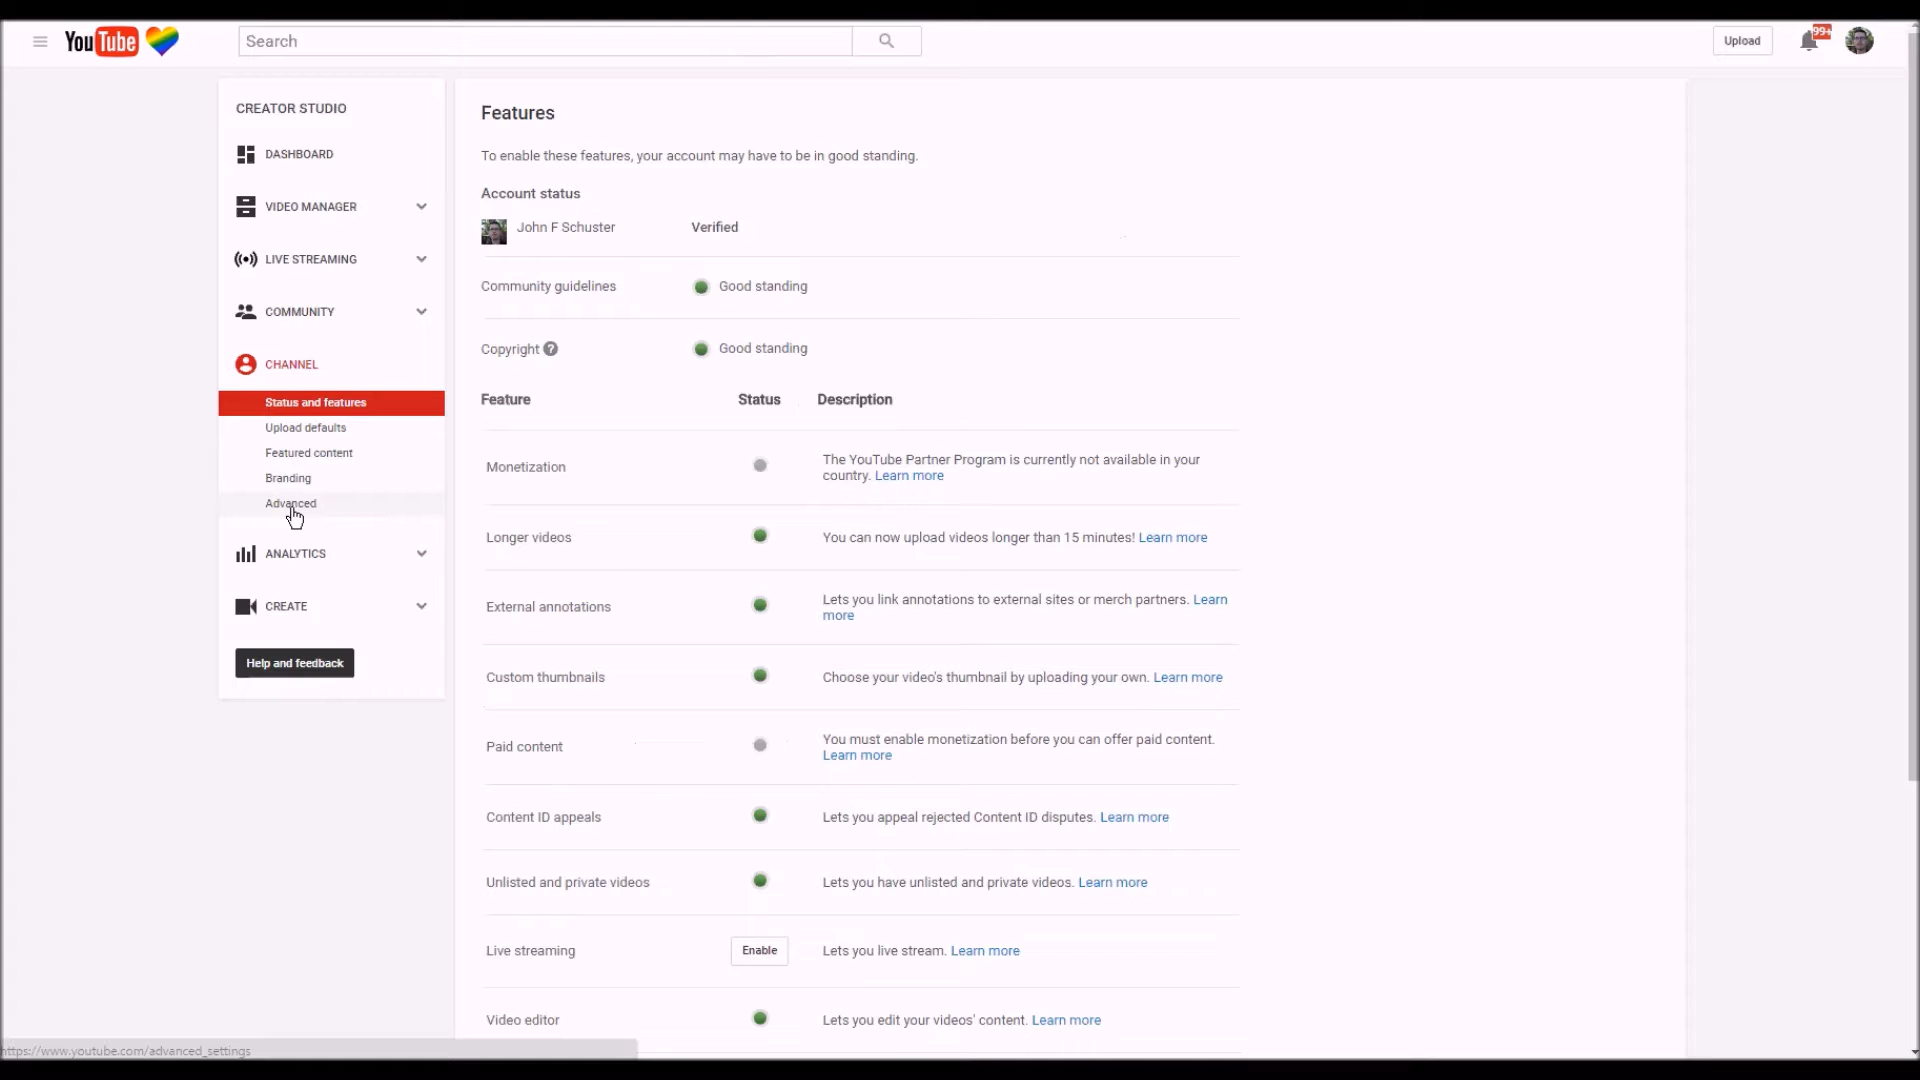 YouTube
Search
Upload
99+
CREATOR STUDIO
DASHBOARD
VIDEO MANAGER
LIVE STREAMING
COMMUNITY
CHANNEL
Status and features
Upload defaults
Featured content
Branding
Advanced
ANALYTICS
CREATE
Help and feedback
Features
To enable these features, your account may have to be in good standing.
Account status
John F Schuster Verified
Community guidelines Good standing
Copyright ? Good standing
Feature Status Description
Monetization
The YouTube Partner Program is currently not available in your
country. Learn more
Longer videos You can now upload videos longer than 15 minutes! Learn more
External annotations
Lets you link annotations to external sites or merch partners. Learn
more
Custom thumbnails Choose your video's thumbnail by uploading your own. Learn more
Paid content
You must enable monetization before you can offer paid content.
Learn more
Content ID appeals Lets you appeal rejected Content ID disputes. Learn more
Unlisted and private videos Lets you have unlisted and private videos. Learn more
Live streaming Enable Lets you live stream. Learn more
Video editor Lets you edit your videos' content. Learn more
https://www.youtube.com/advanced_settings